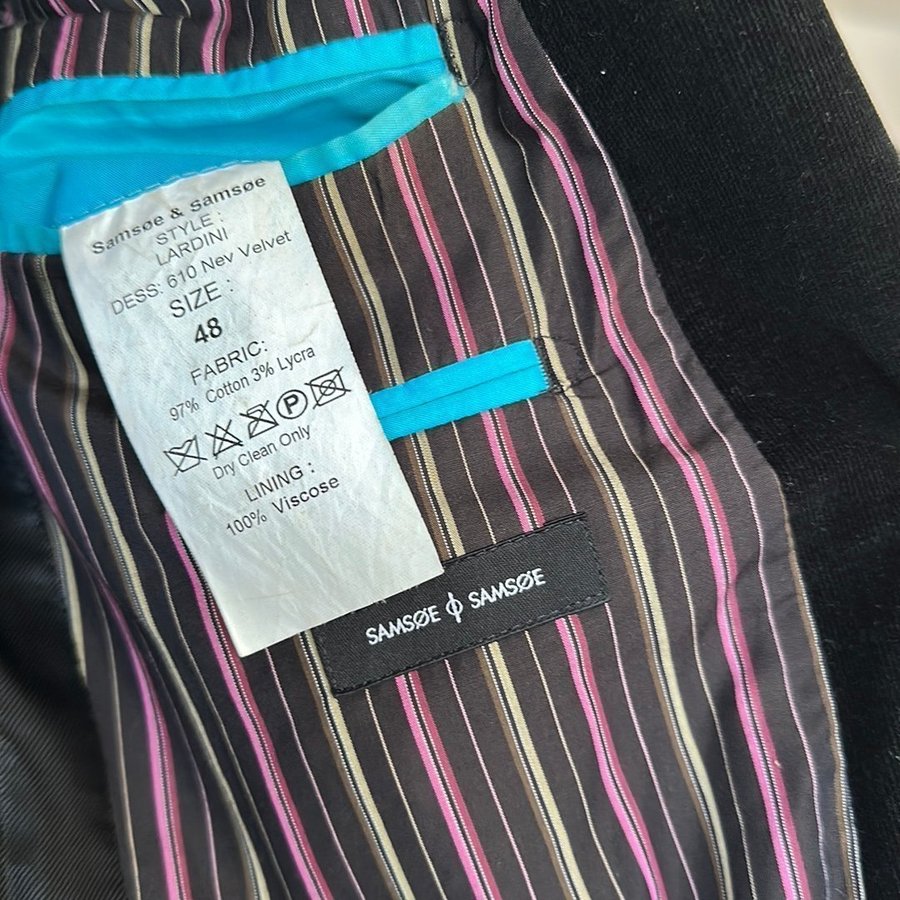 Samsøe & Samsøe
STYLE :
LARDINI
DESS: 610 Nev Velvet
SIZE :
48
FABRIC:
97% Cotton 3% Lycra
P
Dry Clean Only
LINING :
100% Viscose
SAMSØE ϕ SAMSØE